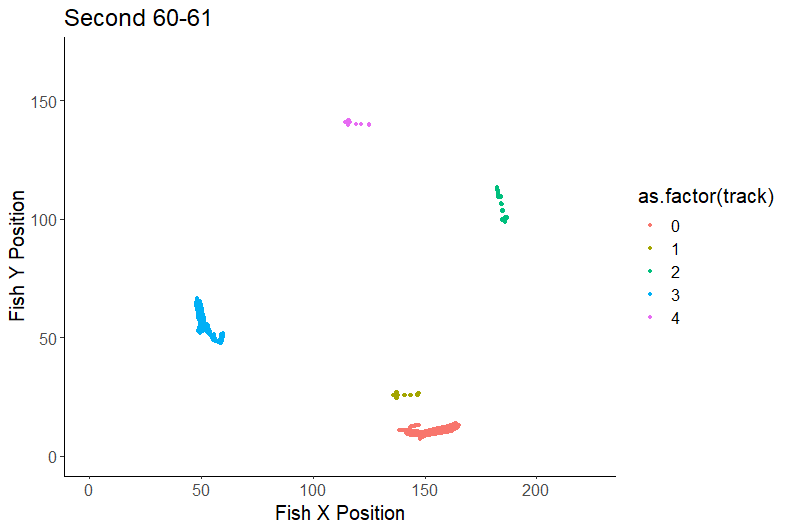 Second 60-61
150
100
50
0
Fish Y Position
0 50 100 150 200
Fish X Position
as.factor(track)
0
1
2
3
4